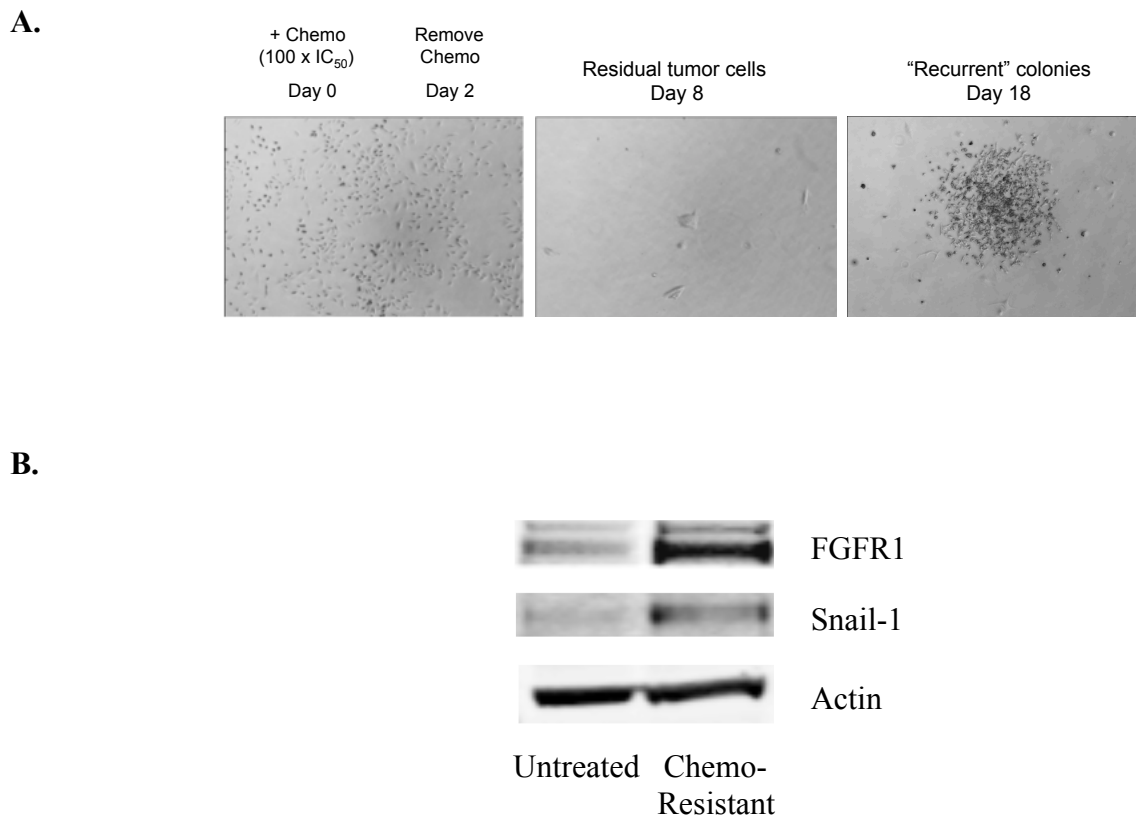 A.
+ Chemo
(100 x IC₅₀)
Day 0
Remove
Chemo
Day 2
Residual tumor cells
Day 8
“Recurrent” colonies
Day 18
B.
FGFR1
Snail-1
Actin
Untreated
Chemo-
Resistant